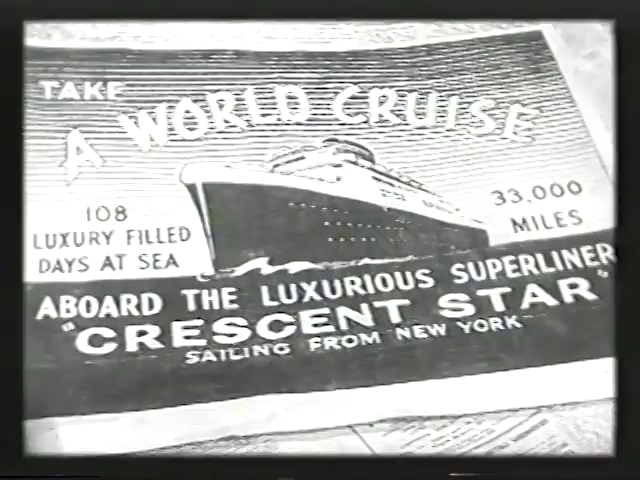 TAKE
A WORLD CRUISE
108
LUXURY FILLED
DAYS AT SEA
33,000
MILES
ABOARD THE LUXURIOUS SUPERLINER
"CRESCENT STAR"
SAILING FROM NEW YORK